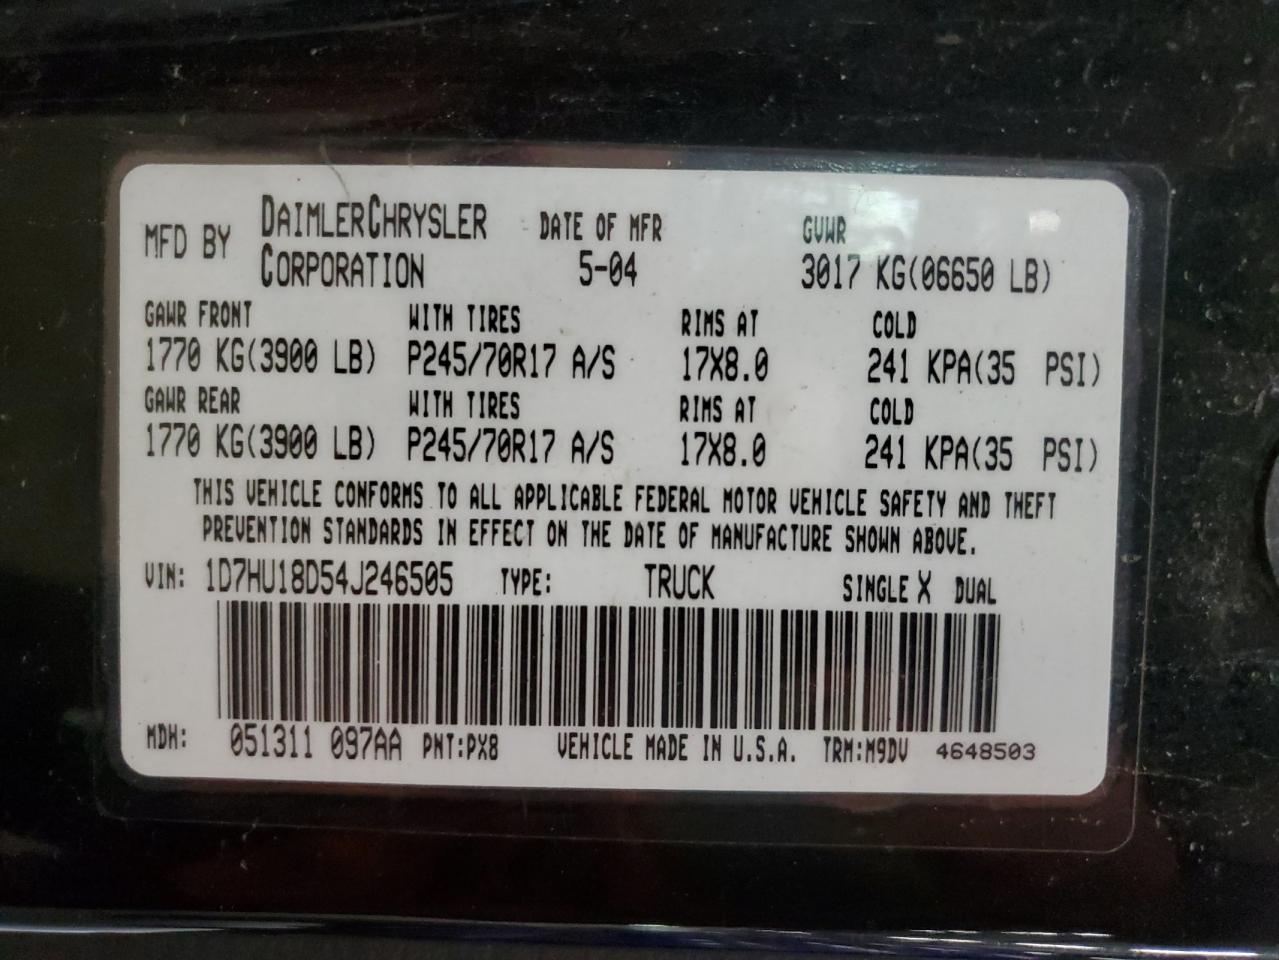 MFD BY DAIMLERCHRYSLER CORPORATION DATE OF MFR 5-04 GVWR 3017 KG(06650 LB)
GAWR FRONT WITH TIRES RIMS AT COLD
1770 KG(3900 LB) P245/70R17 A/S 17X8.0 241 KPA(35 PSI)
GAWR REAR WITH TIRES RIMS AT COLD
1770 KG(3900 LB) P245/70R17 A/S 17X8.0 241 KPA(35 PSI)
THIS VEHICLE CONFORMS TO ALL APPLICABLE FEDERAL MOTOR VEHICLE SAFETY AND THEFT
PREVENTION STANDARDS IN EFFECT ON THE DATE OF MANUFACTURE SHOWN ABOVE.
VIN: 1D7HU18D54J246505 TYPE: TRUCK SINGLE X DUAL
MDH: 051311 097AA PNT:PX8 VEHICLE MADE IN U.S.A. TRM:M9DV 4648503